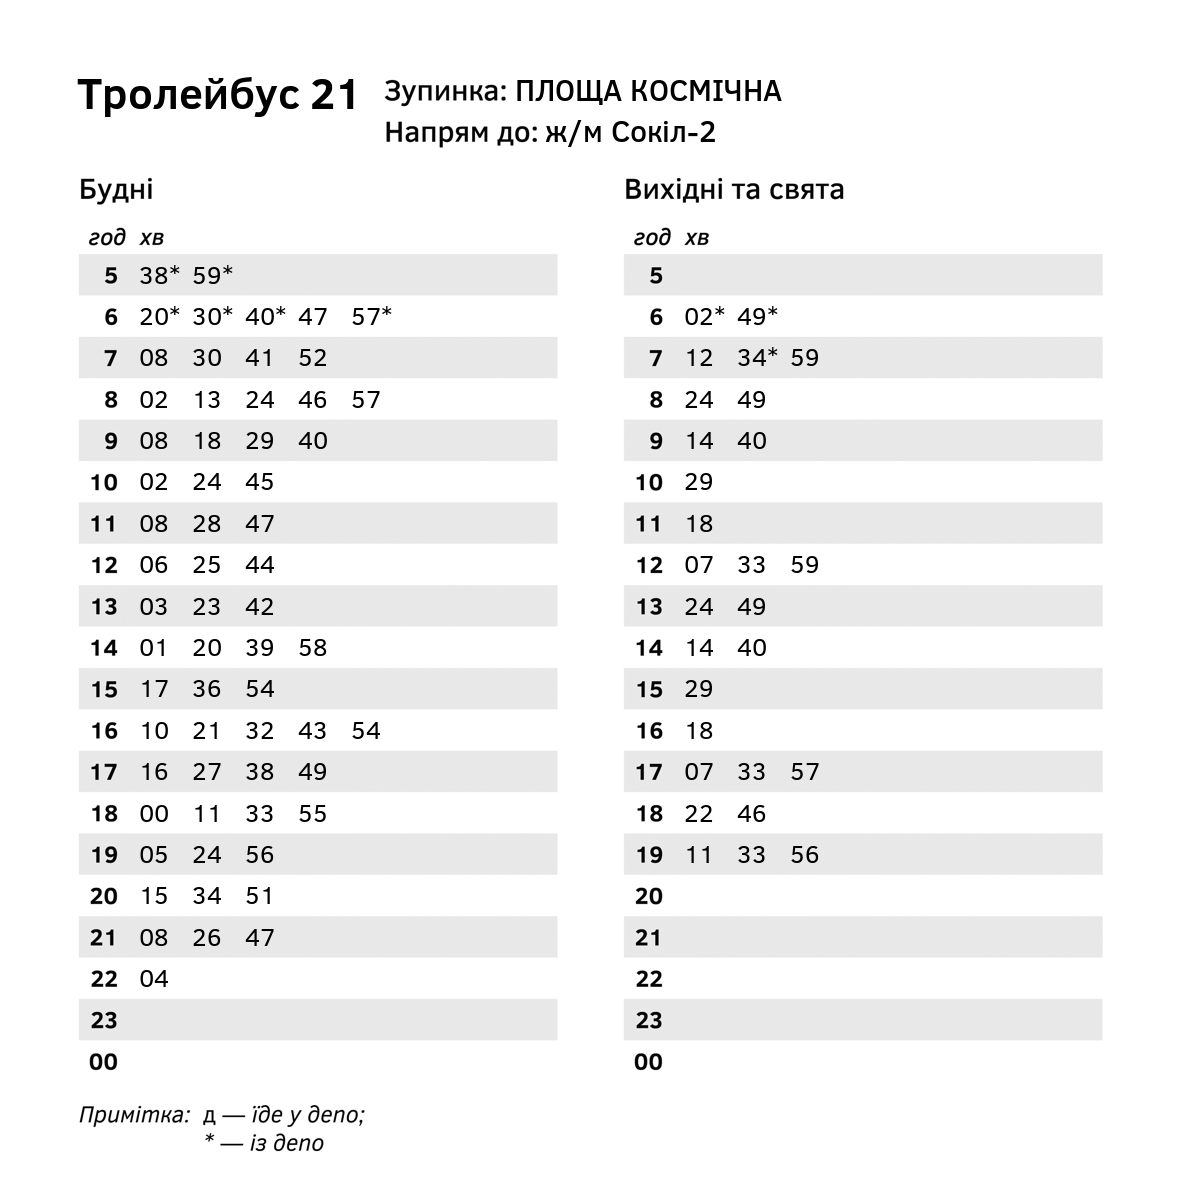 Тролейбус 21
Зупинка: ПЛОЩА КОСМІЧНА
Напрям до: ж/м Сокіл-2
Будні
год хв
5 38* 59*
6 20* 30* 40* 47 57*
7 08 30 41 52
8 02 13 24 46 57
9 08 18 29 40
10 02 24 45
11 08 28 47
12 06 25 44
13 03 23 42
14 01 20 39 58
15 17 36 54
16 10 21 32 43 54
17 16 27 38 49
18 00 11 33 55
19 05 24 56
20 15 34 51
21 08 26 47
22 04
23
00
Вихідні та свята
год хв
5
6 02* 49*
7 12 34* 59
8 24 49
9 14 40
10 29
11 18
12 07 33 59
13 24 49
14 14 40
15 29
16 18
17 07 33 57
18 22 46
19 11 33 56
20
21
22
23
00
Примітка: д — їде у депо;
* — із депо